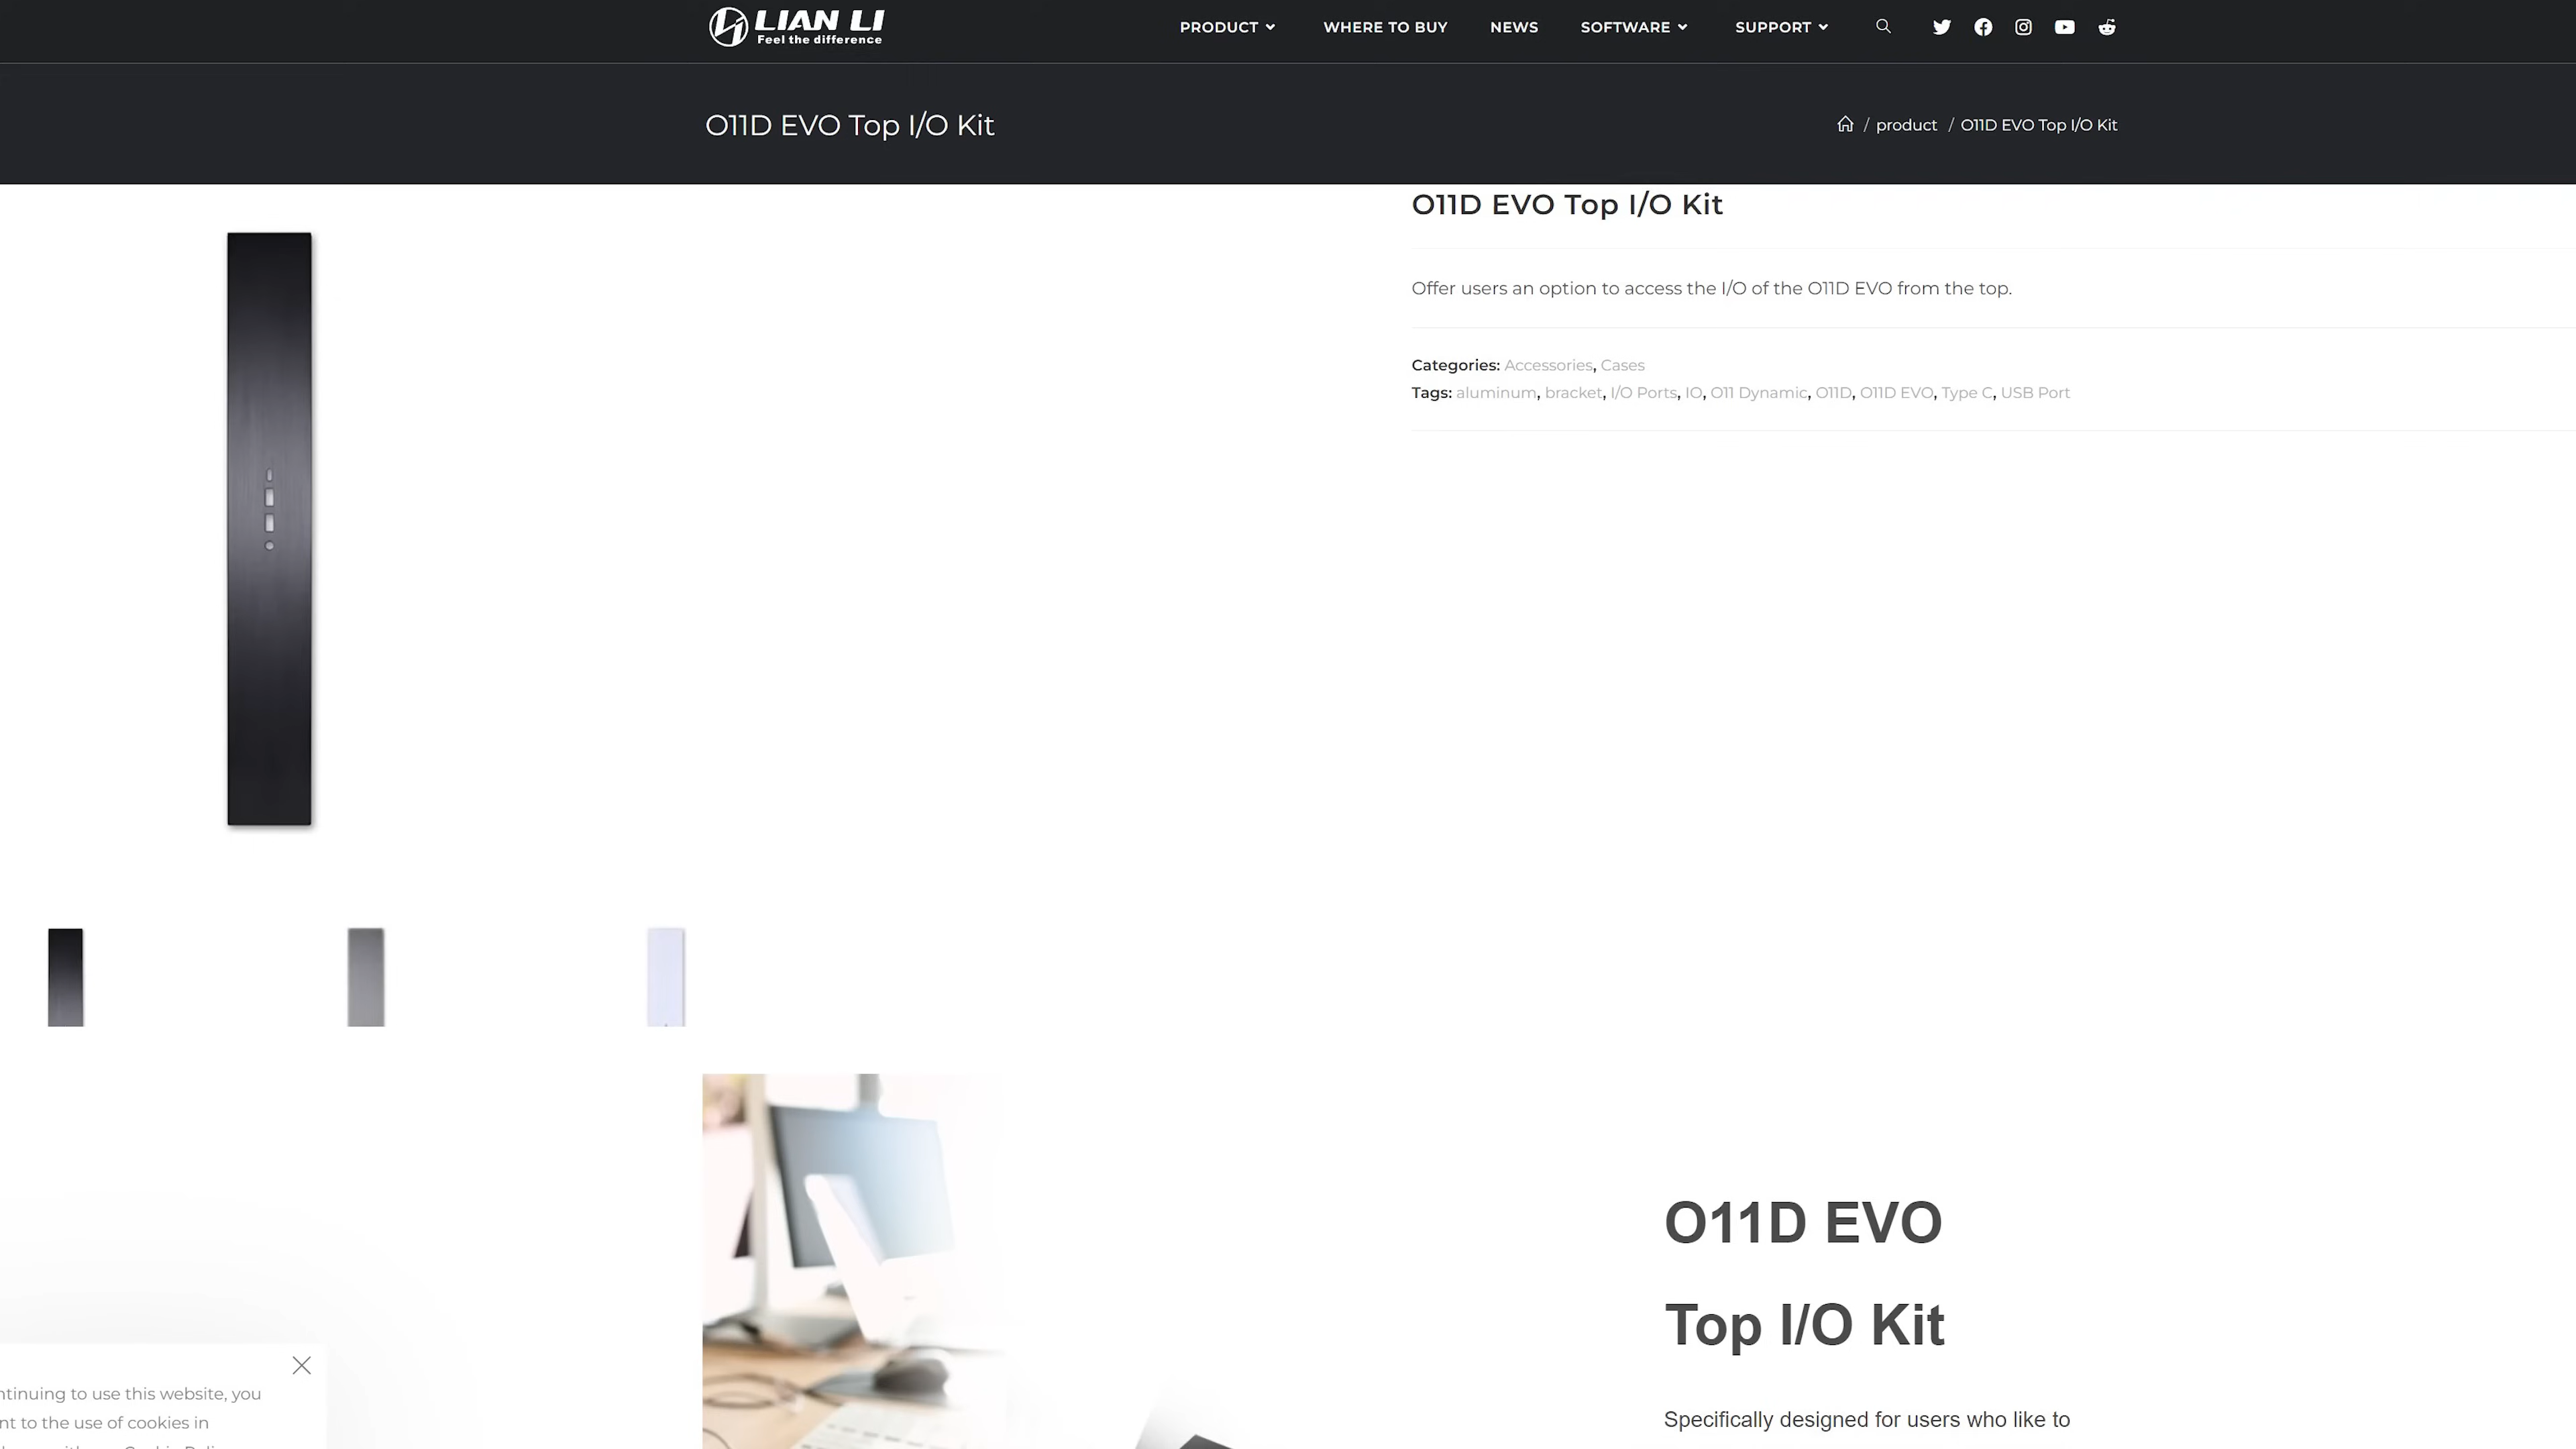 LIAN LI
Feel the difference
PRODUCT WHERE TO BUY NEWS SOFTWARE SUPPORT
O11D EVO Top I/O Kit
/ product / O11D EVO Top I/O Kit
O11D EVO Top I/O Kit
Offer users an option to access the I/O of the O11D EVO from the top.
Categories: Accessories, Cases
Tags: aluminum, bracket, I/O Ports, IO, O11 Dynamic, O11D, O11D EVO, Type C, USB Port
O11D EVO
Top I/O Kit
Specifically designed for users who like to
ntinuing to use this website, you
nt to the use of cookies in